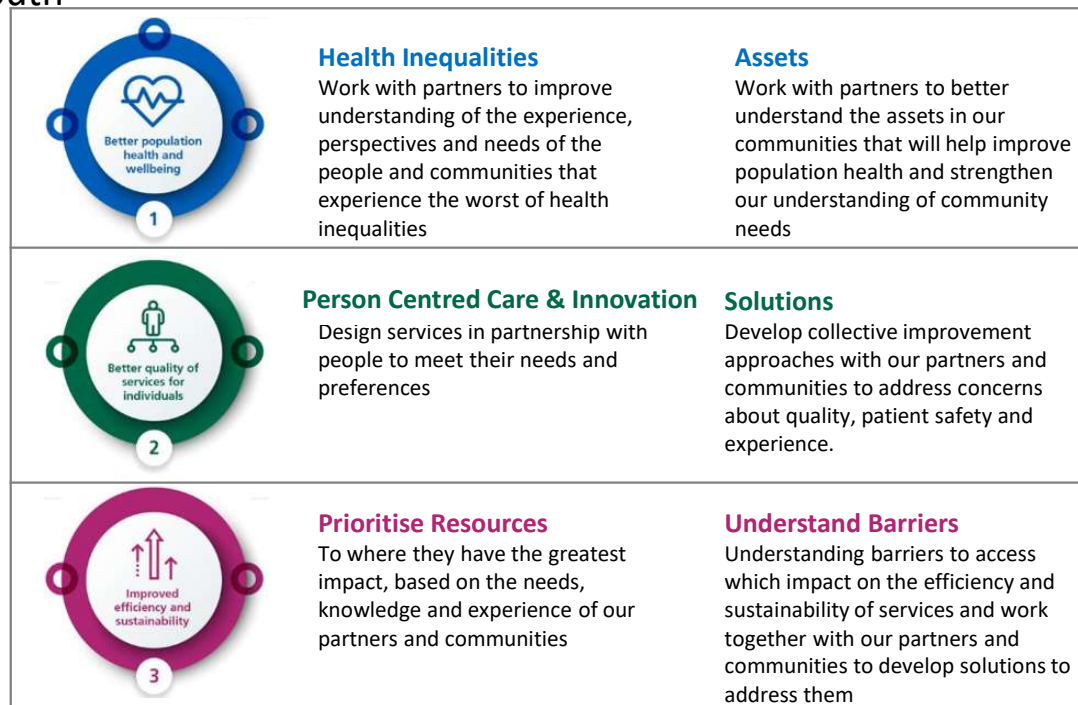 Better population
health and
wellbeing
1
Health Inequalities
Work with partners to improve
understanding of the experience,
perspectives and needs of the
people and communities that
experience the worst of health
inequalities
Assets
Work with partners to better
understand the assets in our
communities that will help improve
population health and strengthen
our understanding of community
needs
Better quality of
services for
individuals
2
Person Centred Care & Innovation
Design services in partnership with
people to meet their needs and
preferences
Solutions
Develop collective improvement
approaches with our partners and
communities to address concerns
about quality, patient safety and
experience.
Improved
efficiency and
sustainability
3
Prioritise Resources
To where they have the greatest
impact, based on the needs,
knowledge and experience of our
partners and communities
Understand Barriers
Understanding barriers to access
which impact on the efficiency and
sustainability of services and work
together with our partners and
communities to develop solutions to
address them